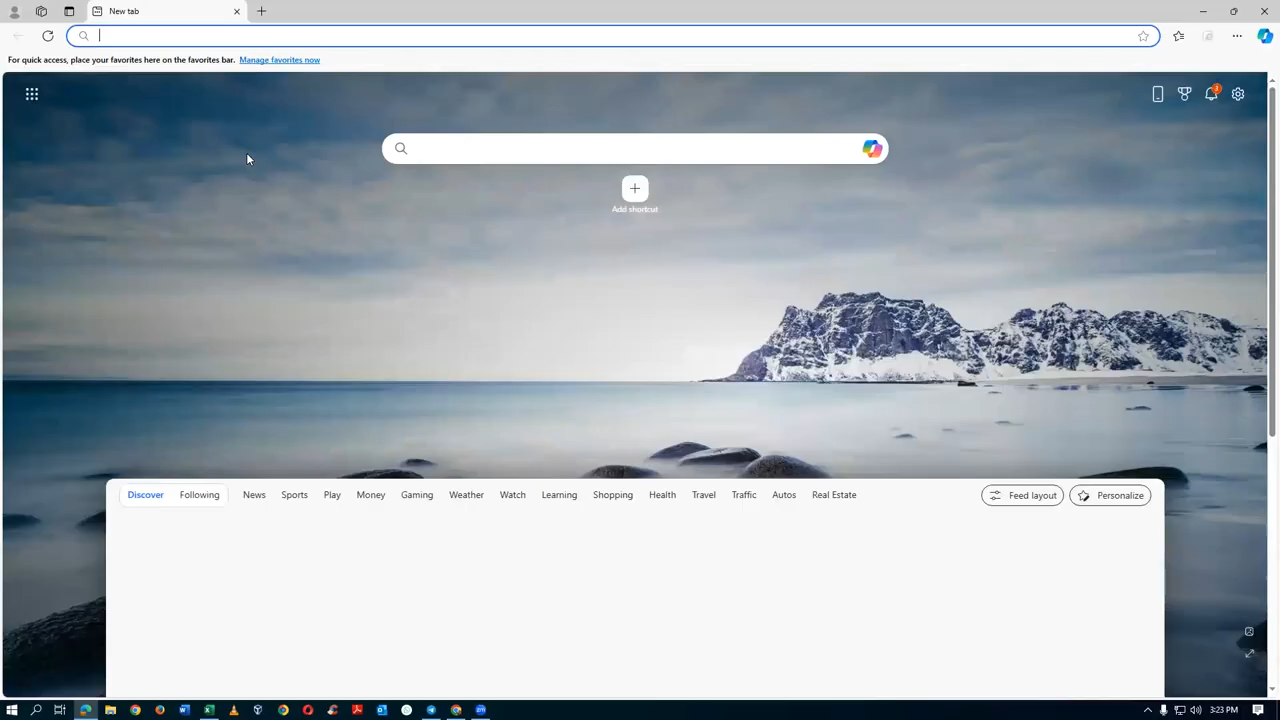 New tab
For quick access, place your favorites here on the favorites bar. Manage favorites now
3
Add shortcut
Discover Following News Sports Play Money Gaming Weather Watch Learning Shopping Health Travel Traffic Autos Real Estate Feed layout Personalize
3:23 PM